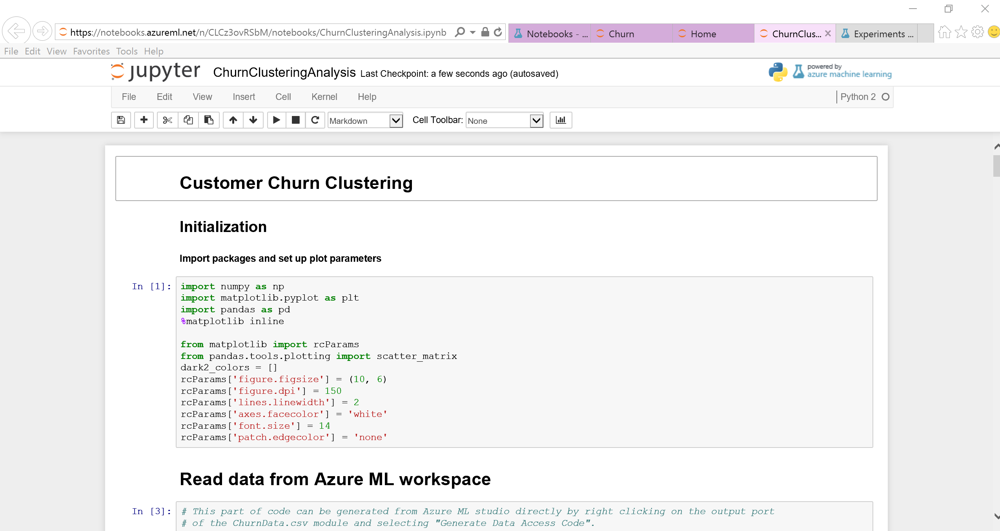 https://notebooks.azureml.net/n/CLCz3ovRSbM/notebooks/ChurnClusteringAnalysis.ipynb Notebooks - ... Churn Home ChurnClus... Experiments ...
File Edit View Favorites Tools Help
jupyter ChurnClusteringAnalysis Last Checkpoint: a few seconds ago (autosaved)
powered by
azure machine learning
File Edit View Insert Cell Kernel Help Python 2
Markdown Cell Toolbar: None
Customer Churn Clustering
Initialization
Import packages and set up plot parameters
In [1]: import numpy as np
import matplotlib.pyplot as plt
import pandas as pd
%matplotlib inline
from matplotlib import rcParams
from pandas.tools.plotting import scatter_matrix
dark2_colors = []
rcParams['figure.figsize'] = (10, 6)
rcParams['figure.dpi'] = 150
rcParams['lines.linewidth'] = 2
rcParams['axes.facecolor'] = 'white'
rcParams['font.size'] = 14
rcParams['patch.edgecolor'] = 'none'
Read data from Azure ML workspace
In [3]: # This part of code can be generated from Azure ML studio directly by right clicking on the output port
# of the ChurnData.csv module and selecting "Generate Data Access Code".